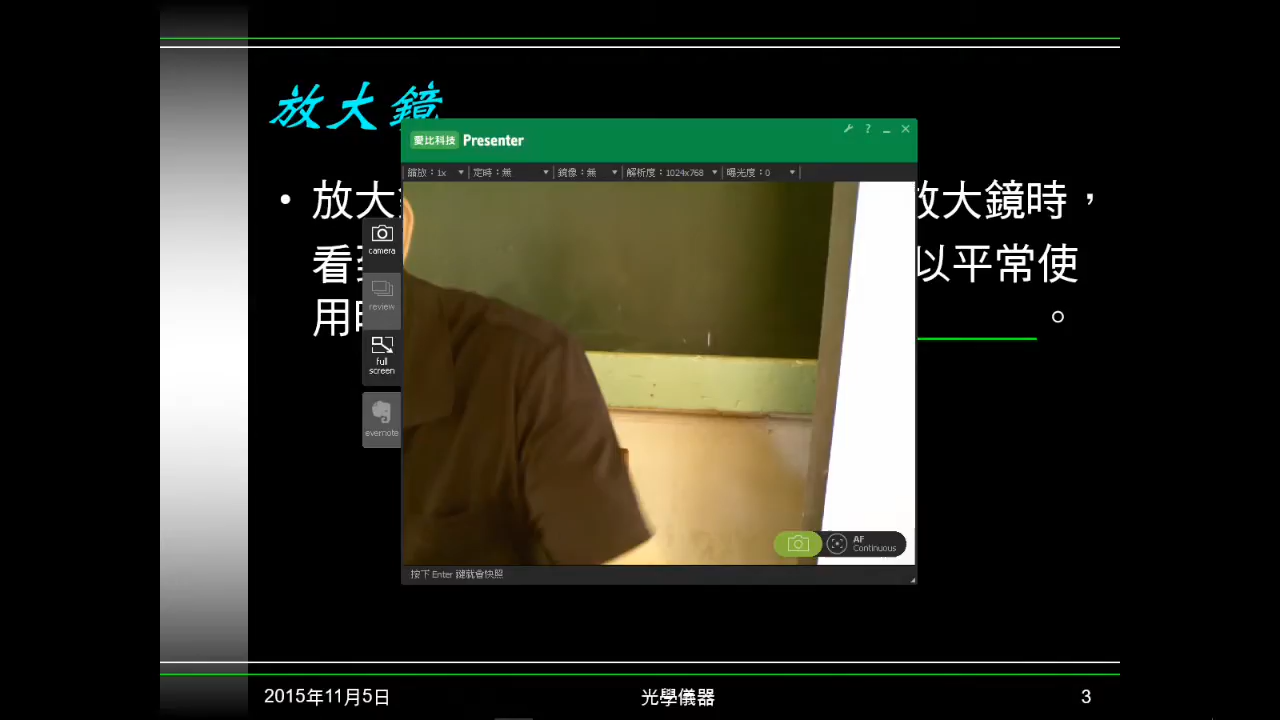 放大鏡
愛比科技 Presenter
縮放：1x 定時：無 鏡像：無 解析度：1024x768 曝光度：0
• 放大 放大鏡時，
camera
看 以平常使
review
用 。
full
screen
evernote
AF
Continuous
按下 Enter 鍵就會快照
2015年11月5日 光學儀器 3